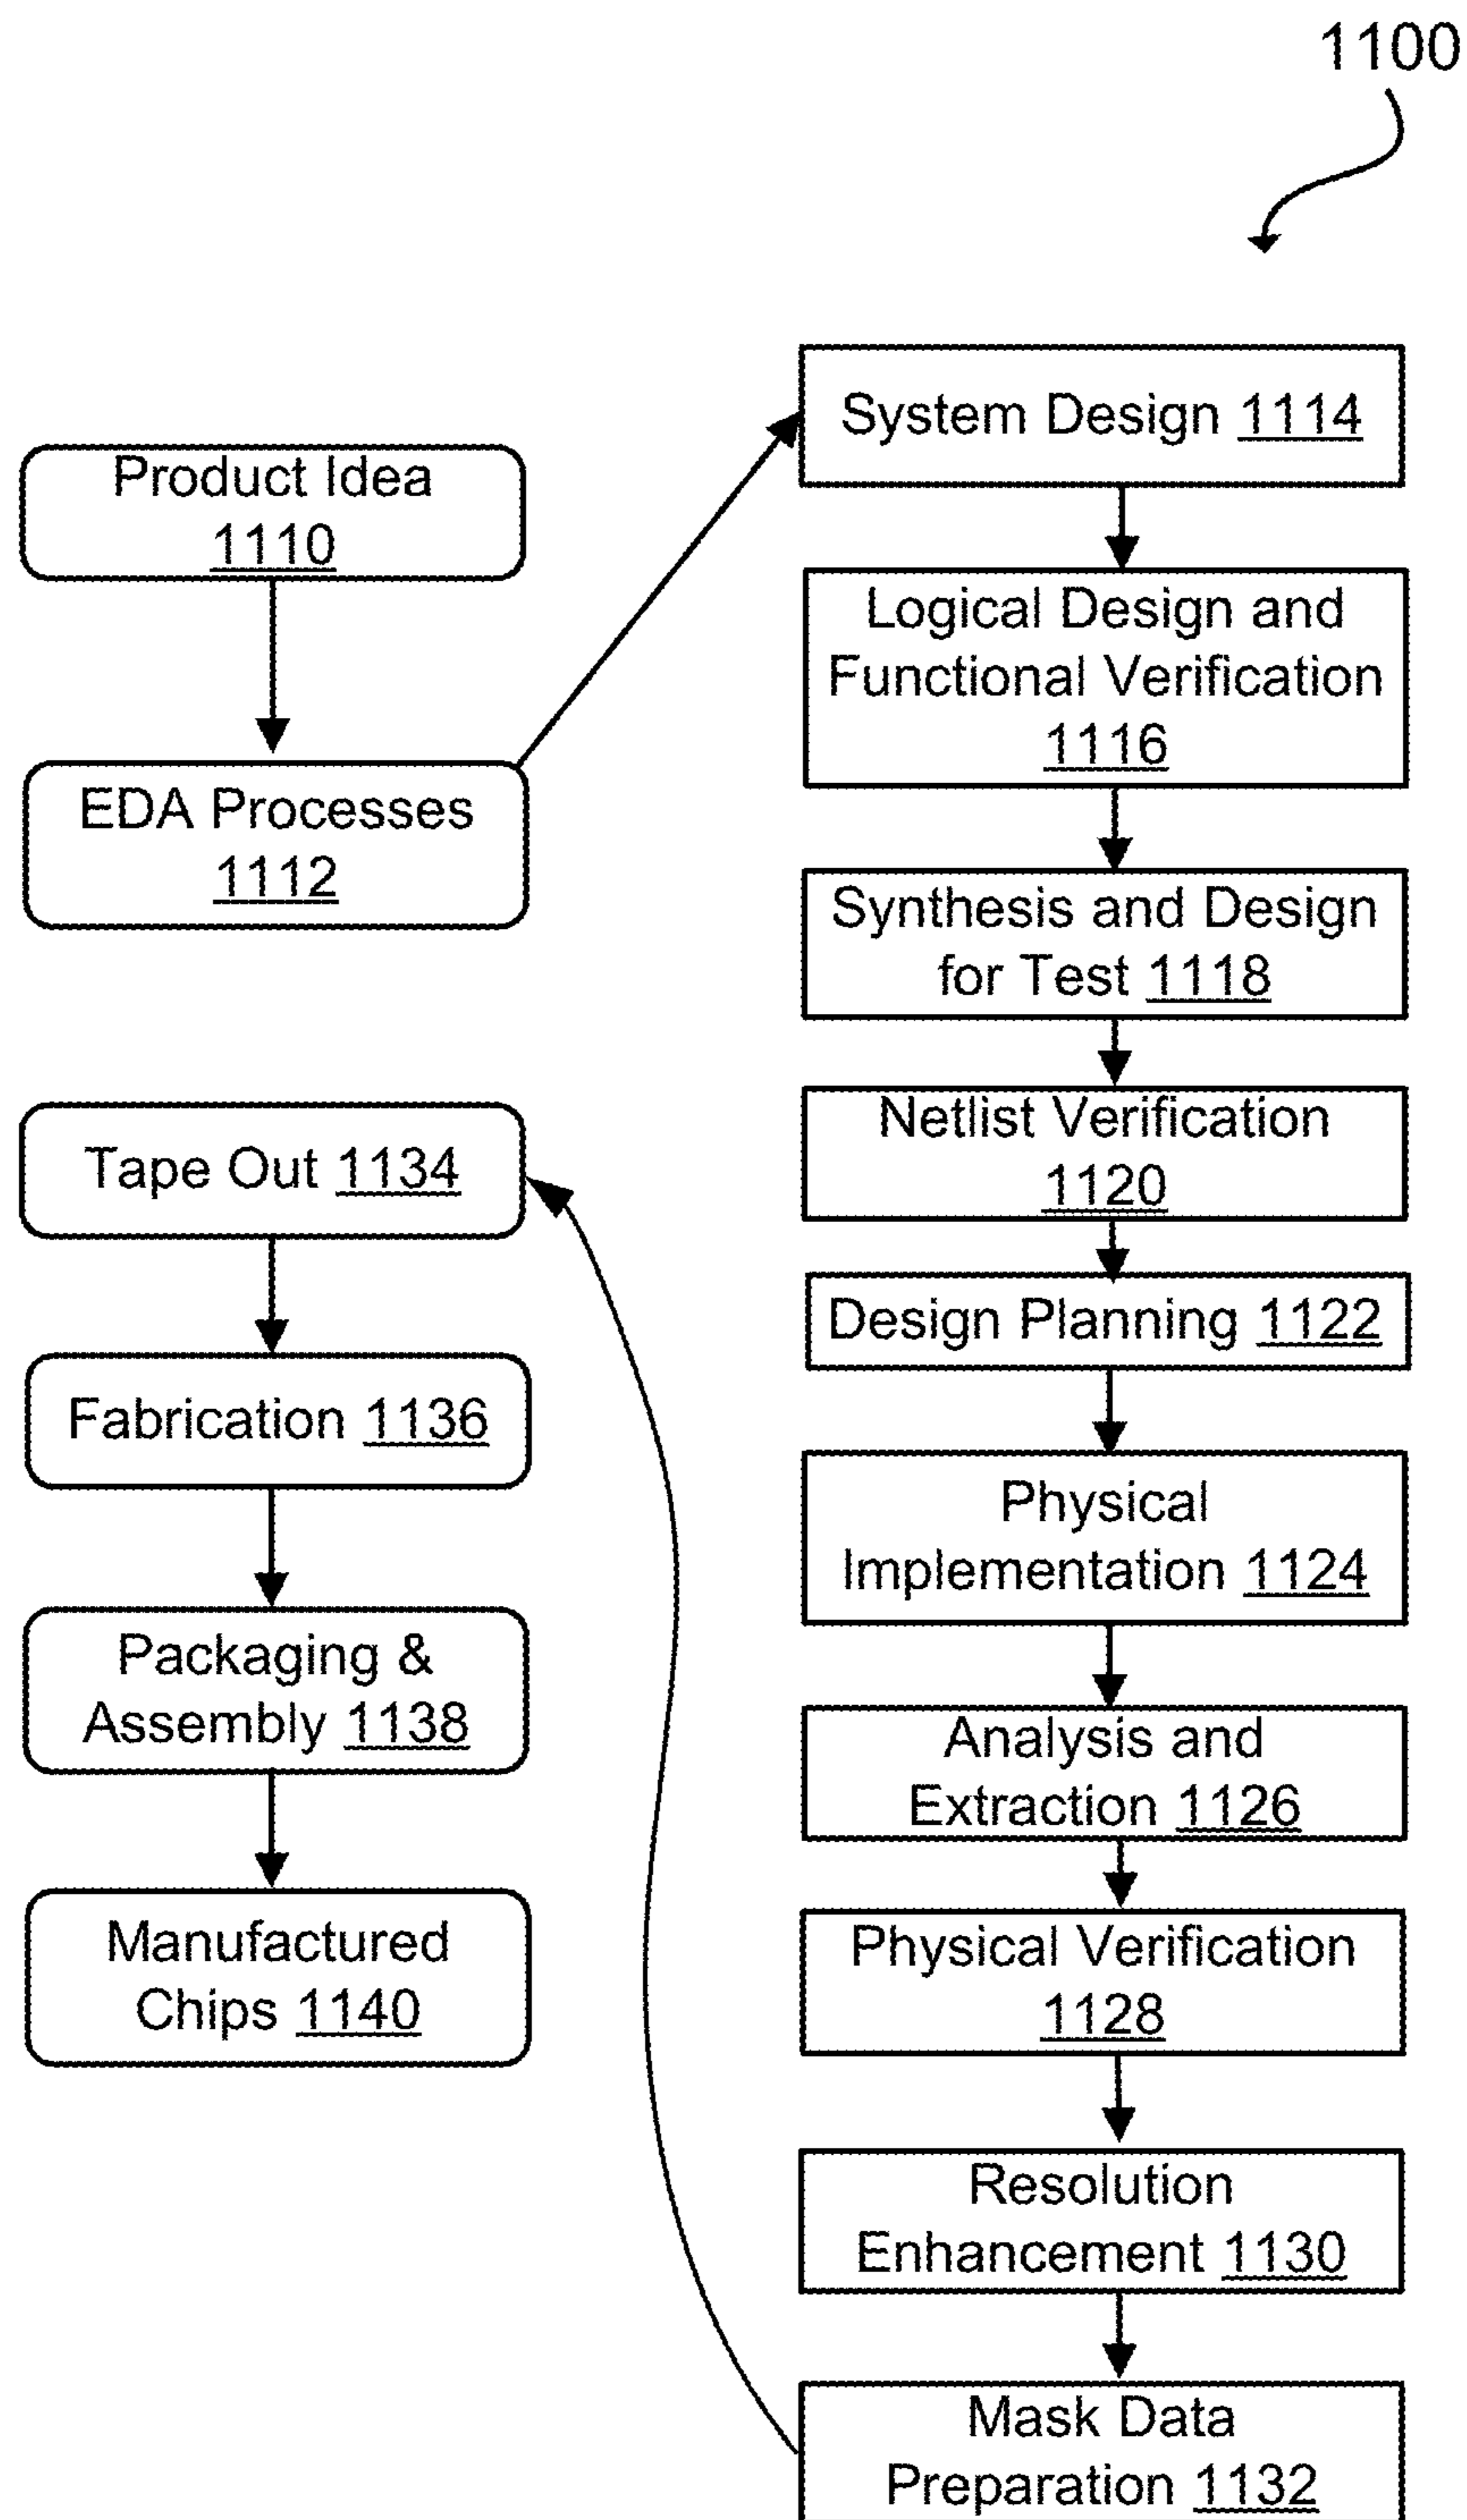 1100
Product Idea
1110
EDA Processes
1112
System Design 1114
Logical Design and
Functional Verification
1116
Synthesis and Design
for Test 1118
Netlist Verification
1120
Design Planning 1122
Physical
Implementation 1124
Analysis and
Extraction 1126
Physical Verification
1128
Resolution
Enhancement 1130
Mask Data
Preparation 1132
Tape Out 1134
Fabrication 1136
Packaging &
Assembly 1138
Manufactured
Chips 1140